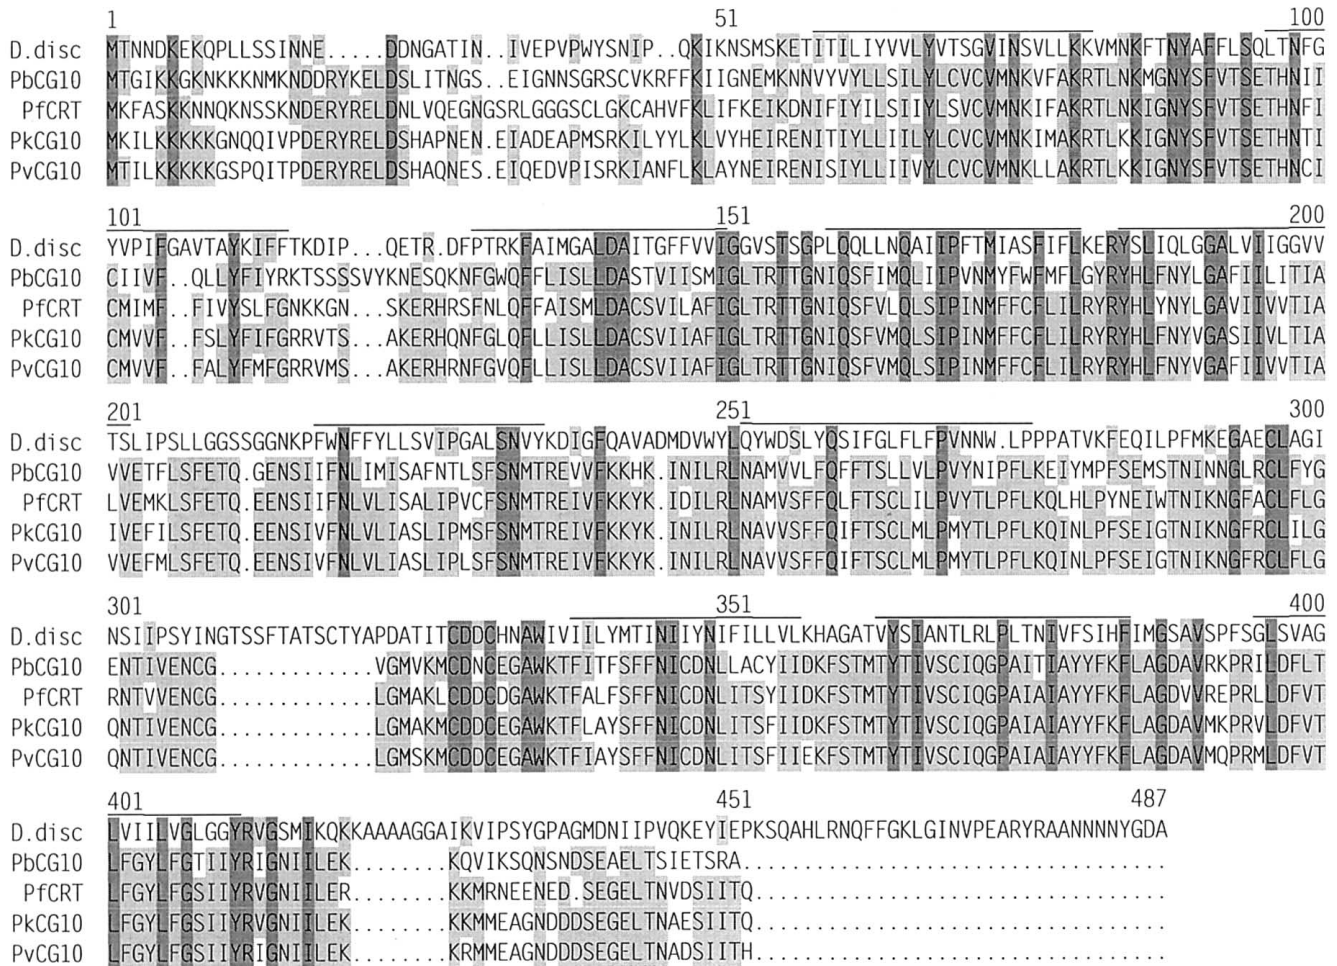 1 51 100
D.disc MTNNDKEKQPLLSSINNE.....DDNGATIN..IVEPVPWYSNIP..QKIKNSMSKETITILIYVVLYVTSGVINSVLLKKVMNKFTNYAFFLSQLTNFG
PbCG10 MTGIKKGKNKKKNMKNDDRYKELDSLITNGS.EIGNNSGRSCVKRFFKIIGNEMKNNVYVYLLSILYLCVCVMNKVFAKRTLNKMGNYSFVTSETHNII
PfCRT MKFASKKNNQKNSSKNDERYRELDNLVQEGNGSRLGGGSCLGKCAHVFKLIFKEIKDNIFIYILSIIYLSVCVMNKIFAKRTLNKIGNYSFVTSETHNFI
PkCG10 MKILKKKKKGNQQIVPDERYRELDSHAPNEN.EIADEAPMSRKILYYLKLVYHEIRENITIYLLIILYLCVCVMNKIMAKRTLKKIGNYSFVTSETHNTI
PvCG10 MTILKKKKKGSPQITPDERYRELDSHAQNES.EIQEDVPISRKIANFLKLAYNEIRENISIYLLIIVYLCVCVMNKLLAKRTLKKIGNYSFVTSETHNCI
101 151 200
D.disc YVPIFGAVTAYKIFFTKDIP...QETR.DFPTRKFAIMGALDAITGFFVVIGGVSTSGPLQQLLNQAIIPFTMIASFIFLKERYSLIQLGGALVIIGGVV
PbCG10 CIIVF..QLLYFIYRKTSSSSVYKNESQKNFGWQFFLISLLDASTVIISMIGLTRTTGNIQSFIMQLIIPVNMYFWFMFLGYRYHLFNYLGAFIILITIA
PfCRT CMIMF..FIVYSLFGNKKGN...SKERHRSFNLQFFAISMLDACSVILAFIGLTRTTGNIQSFVLQLSIPINMFFCFLILRYRYHLYNYLGAVIIVVTIA
PkCG10 CMVVF..FSLYFIFGRRVTS...AKERHQNFGLQFLLISLLDACSVIIAFIGLTRTTGNIQSFVMQLSIPINMFFCFLILRYRYHLFNYVGASIIVLTIA
PvCG10 CMVVF..FALYFMFGRRVMS...AKERHRNFGVQFLLISLLDACSVIIAFIGLTRTTGNIQSFVMQLSIPINMFFCFLILRYRYHLFNYVGAFIIVVTIA
201 251 300
D.disc TSLIPSLLGGSSGGNKPFWNFFYLLSVIPGALSNVYKDIGFQAVADMDVWYLQYWDSLYQSIFGLFLFPVNNW.LPPPATVKFEQILPFMKEGAECLAGI
PbCG10 VVETFLSFETQ.GENSIIFNLIMISAFNTLSFSNMTREVVFKKHK.INILRLNAMVVLFQFFTSLLVLPVYNIPFLKEIYMPFSEMSTNINNGLRCLFYG
PfCRT LVEMKLSFETQ.EENSIIFNLVLISALIPVCFSNMTREIVFKKYK.IDILRLNAMVSFFQLFTSCLILPVYTLPFLKQLHLPYNEIWTNIKNGFACLFLG
PkCG10 IVEFILSFETQ.EENSIVFNLVLIASLIPMSFSNMTREIVFKKYK.INILRLNAVVSFFQIFTSCLMLPMYTLPFLKQINLPFSEIGTNIKNGFRCLILG
PvCG10 VVEFMLSFETQ.EENSIVFNLVLIASLIPLSFSNMTREIVFKKYK.INILRLNAVVSFFQIFTSCLMLPMYTLPFLKQINLPFSEIGTNIKNGFRCLFLG
301 351 400
D.disc NSIIPSYINGTSSFTATSCTYAPDATITCDDCHNAWIVIILYMTINIIYNIFILLVLKHAGATVYSIANTLRLPLTNIVFSIHFIMGSAVSPFSGLSVAG
PbCG10 ENTIVENCG.............VGMVKMCDNCEGAWKTFITFSFFNICDNLLACYIIDKFSTMTYTIVSCIQGPAITIAYYFKFLAGDAVRKPRILDFLT
PfCRT RNTVVENCG.............LGMAKLCDDCDGAWKTFALFSFFNICDNLITSYIIDKFSTMTYTIVSCIQGPAIAIAYYFKFLAGDVVREPRLLDFVT
PkCG10 QNTIVENCG.............LGMAKMCDDCEGAWKTFLAYSFFNICDNLITSFIIDKFSTMTYTIVSCIQGPAIAIAYYFKFLAGDAVMKPRVLDFVT
PvCG10 QNTIVENCG.............LGMSKMCDDCEGAWKTFIAYSFFNICDNLITSFIIEKFSTMTYTIVSCIQGPAIAIAYYFKFLAGDAVMQPRMLDFVT
401 451 487
D.disc LVIILVGLGGYRVGSMIKQKKAAAAGGAIKVIPSYGPAGMDNIIPVQKEYIEPKSQAHLRNQFFGKLGINVPEARYRAANNNNYGDA
PbCG10 LFGYLFGTIIYRIGNIILEK........KQVIKSQNSNDSEAELTSIETSRA...................................
PfCRT LFGYLFGSIIYRVGNIILER........KKMRNEENED.SEGELTNVDSIITQ..................................
PkCG10 LFGYLFGSIIYRVGNIILEK........KKMMEAGNDDDSEGELTNAESIITQ..................................
PvCG10 LFGYLFGSIIYRIGNIILEK........KRMMEAGNDDDSEGELTNADSIITH..................................